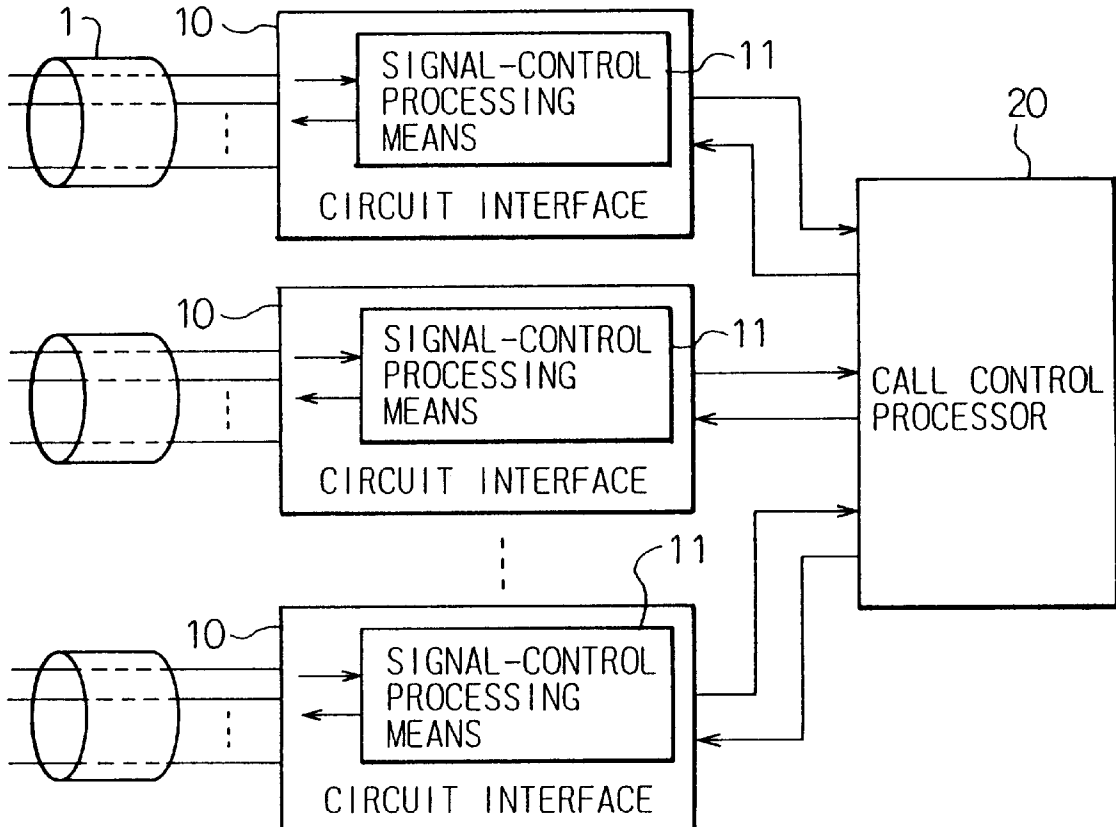 1
10
SIGNAL-CONTROL
PROCESSING
MEANS
11
CIRCUIT INTERFACE
20
10
SIGNAL-CONTROL
PROCESSING
MEANS
11
CIRCUIT INTERFACE
CALL CONTROL
PROCESSOR
10
11
SIGNAL-CONTROL
PROCESSING
MEANS
CIRCUIT INTERFACE